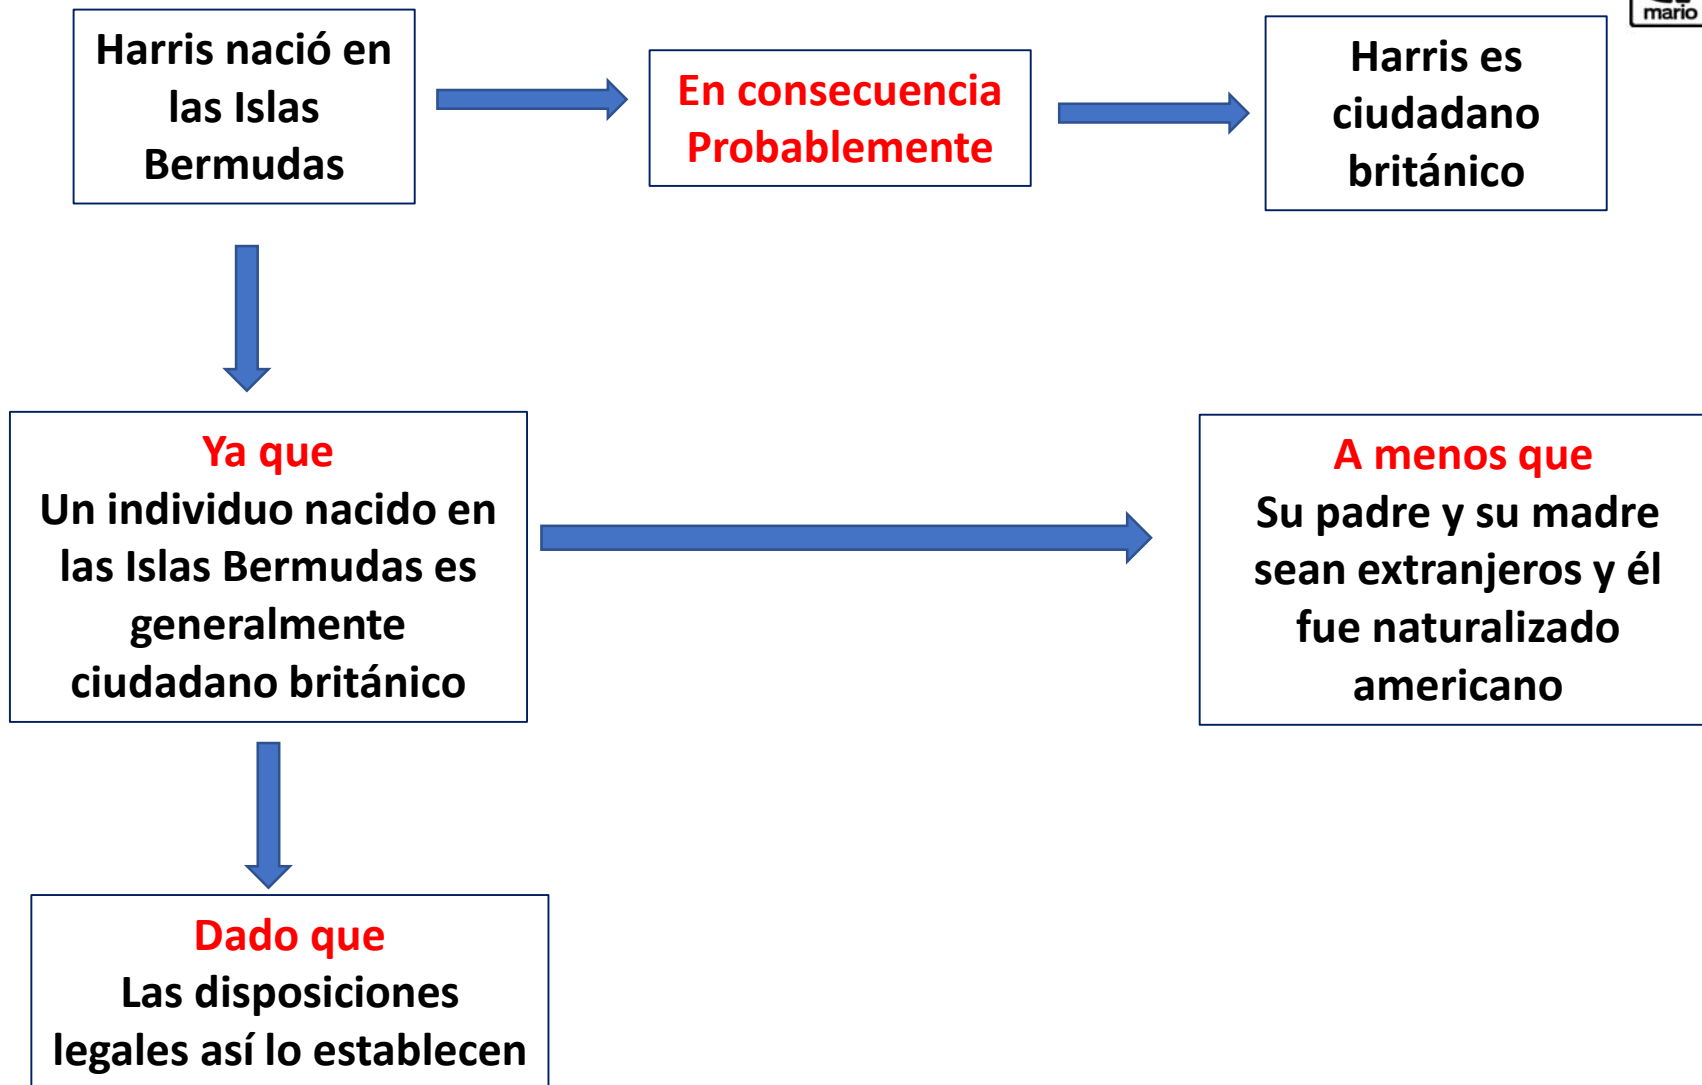 mario
Harris nació en
las Islas
Bermudas
En consecuencia
Probablemente
Harris es
ciudadano
británico
Ya que
Un individuo nacido en
las Islas Bermudas es
generalmente
ciudadano británico
A menos que
Su padre y su madre
sean extranjeros y él
fue naturalizado
americano
Dado que
Las disposiciones
legales así lo establecen